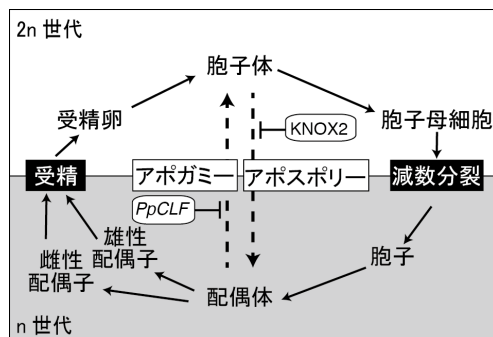 2n 世代
胞子体
受精卵
KNOX2
胞子母細胞
受精
アポガミー
アポスポリー
減数分裂
PpCLF
雄性
配偶子
雌性
配偶子
胞子
配偶体
n 世代